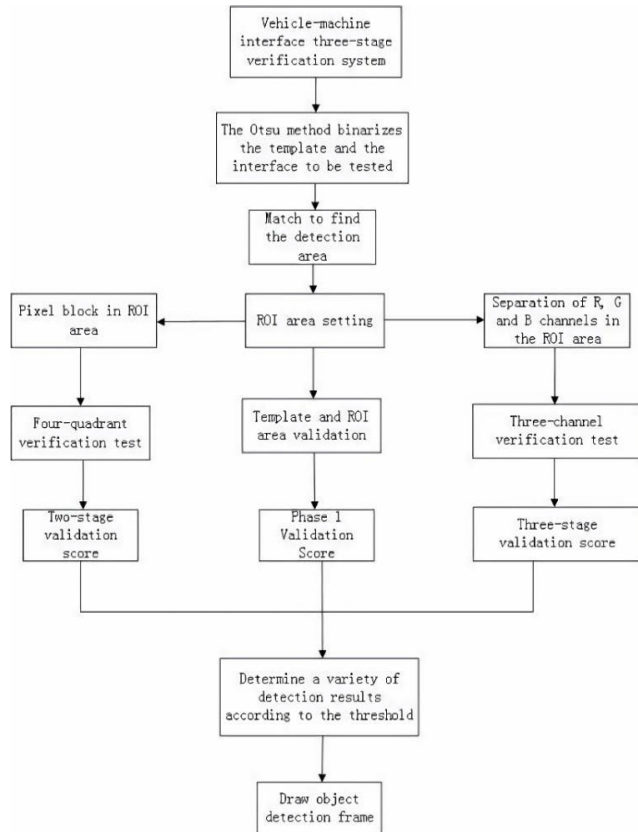 Vehicle-machine
interface three-stage
verification system
The Otsu method binarizes
the template and the
interface to be tested
Match to find
the detection
area
Pixel block in ROI
area
ROI area setting
Separation of R, G
and B channels in
the ROI area
Four-quadrant
verification test
Template and ROI
area validation
Three-channel
verification test
Two-stage
validation
score
Phase 1
Validation
Score
Three-stage
validation score
Determine a variety of
detection results
according to the threshold
Draw object
detection frame